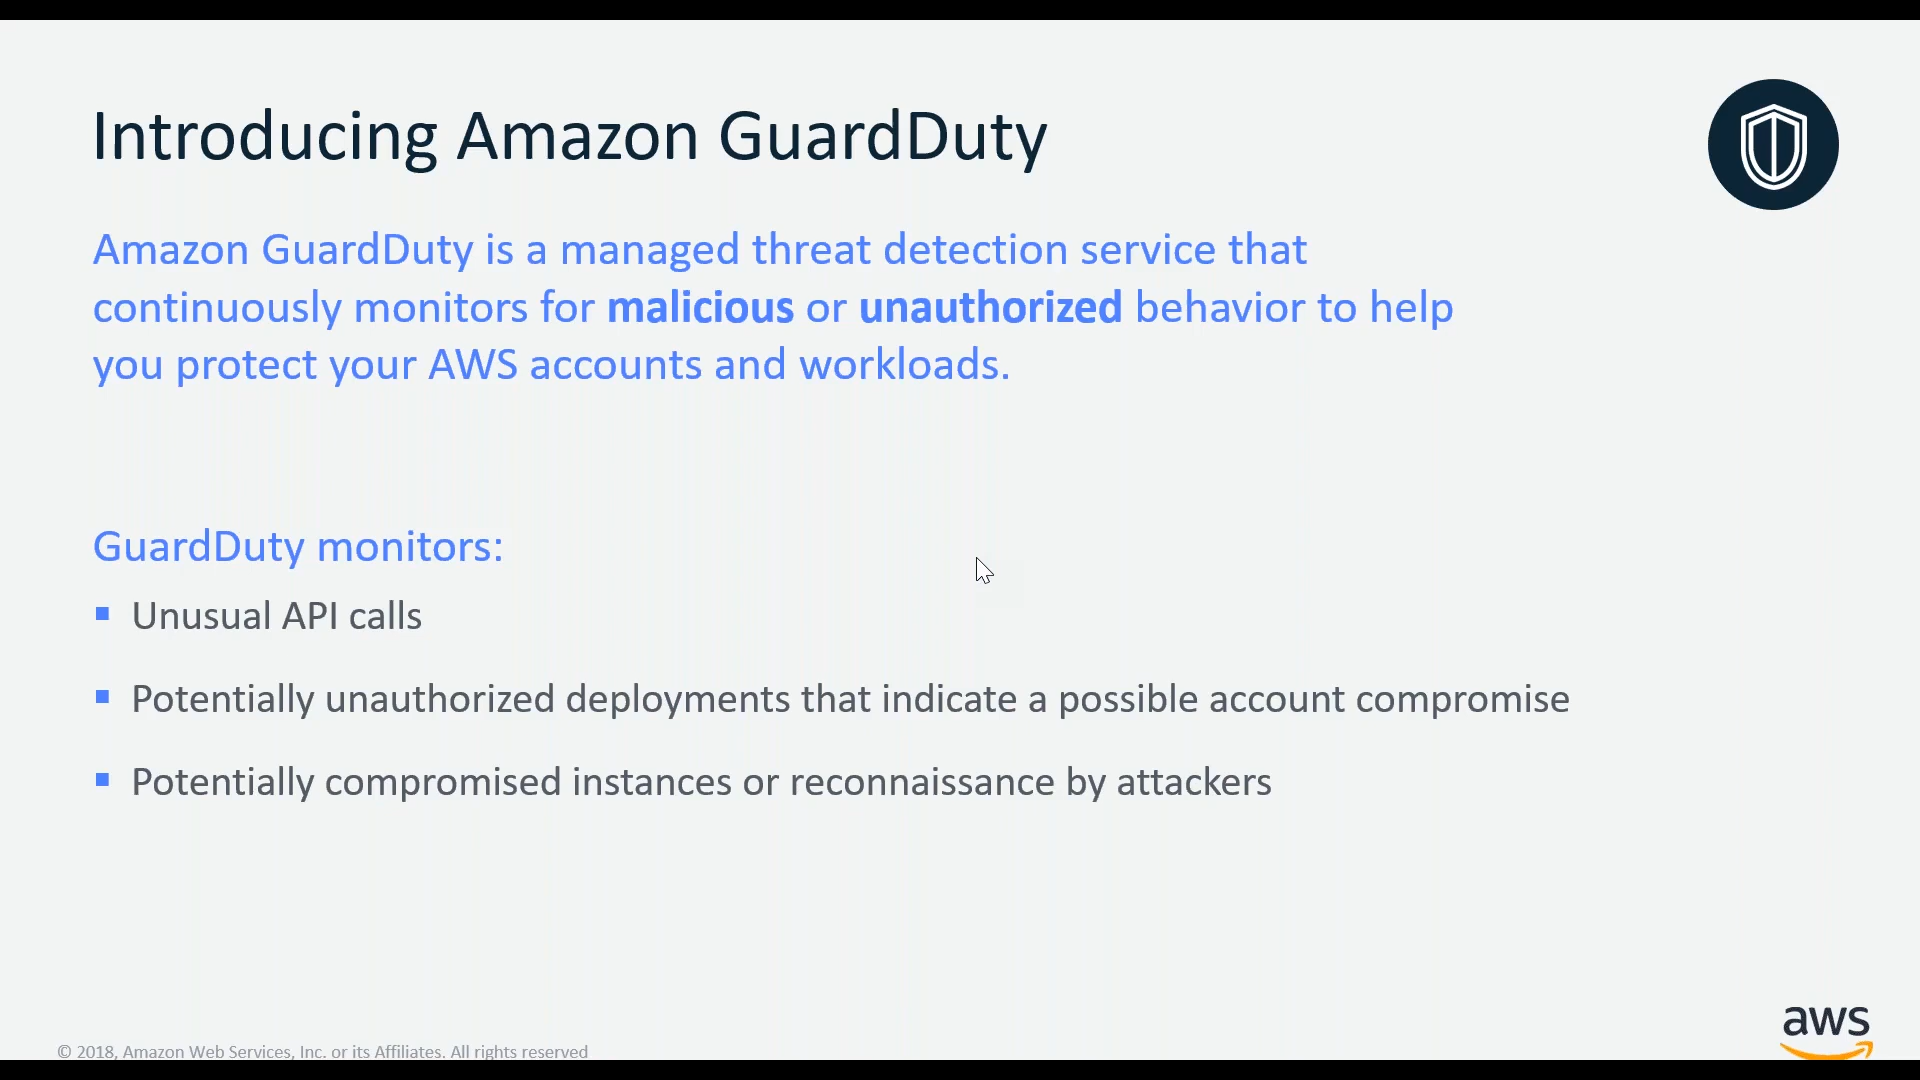 Introducing Amazon GuardDuty
Amazon GuardDuty is a managed threat detection service that
continuously monitors for malicious or unauthorized behavior to help
you protect your AWS accounts and workloads.
GuardDuty monitors:
Unusual API calls
Potentially unauthorized deployments that indicate a possible account compromise
Potentially compromised instances or reconnaissance by attackers
aws
© 2018, Amazon Web Services, Inc. or its Affiliates. All rights reserved